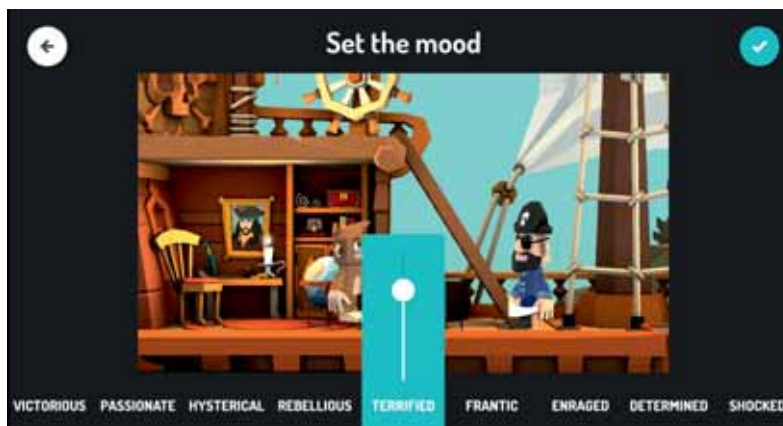 Set the mood
VICTORIOUS PASSIONATE HYSTERICAL REBELLIOUS TERRIFIED FRANTIC ENRAGED DETERMINED SHOCKED